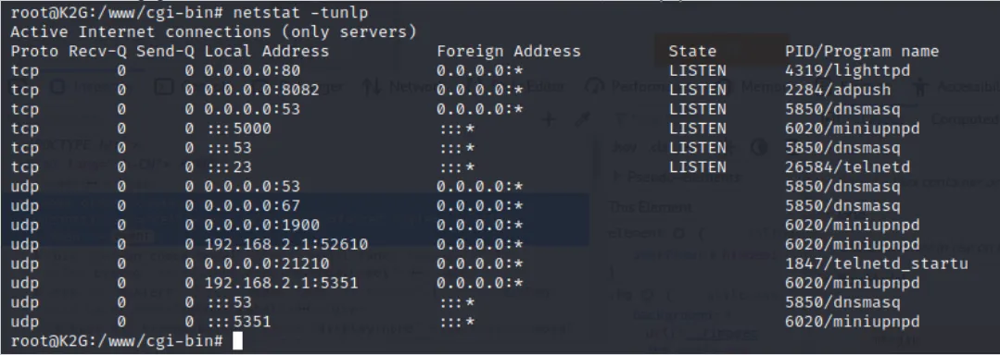 root@K2G:/www/cgi-bin# netstat -tunlp
Active Internet connections (only servers)
Proto Recv-Q Send-Q Local Address Foreign Address State PID/Program name
tcp 0 0 0.0.0.0:80 0.0.0.0:* LISTEN 4319/lighttpd
tcp 0 0 0.0.0.0:8082 0.0.0.0:* LISTEN 2284/adpush
tcp 0 0 0.0.0.0:53 0.0.0.0:* LISTEN 5850/dnsmasq
tcp 0 0 :::5000 :::* LISTEN 6020/miniupnpd
tcp 0 0 :::53 :::* LISTEN 5850/dnsmasq
tcp 0 0 :::23 :::* LISTEN 26584/telnetd
udp 0 0 0.0.0.0:53 0.0.0.0:* 5850/dnsmasq
udp 0 0 0.0.0.0:67 0.0.0.0:* 5850/dnsmasq
udp 0 0 0.0.0.0:1900 0.0.0.0:* 6020/miniupnpd
udp 0 0 192.168.2.1:52610 0.0.0.0:* 6020/miniupnpd
udp 0 0 0.0.0.0:21210 0.0.0.0:* 1847/telnetd_startu
udp 0 0 192.168.2.1:5351 0.0.0.0:* 6020/miniupnpd
udp 0 0 :::53 :::* 5850/dnsmasq
udp 0 0 :::5351 :::* 6020/miniupnpd
root@K2G:/www/cgi-bin#